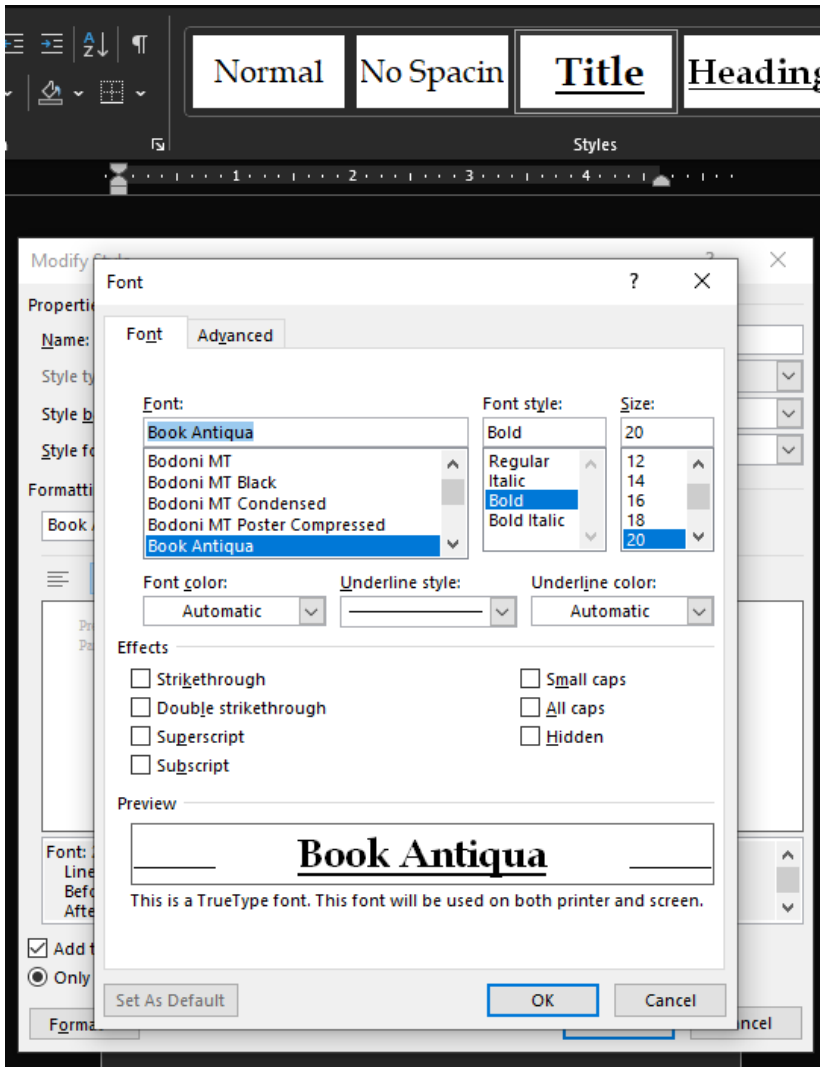 A
Z
¶
Normal
No Spacin
Title
Heading
Styles
1 2 3 4
Modify
?
Font
?
Properti
Font
Advanced
Name:
Style ty
Style b
Style fo
Font:
Font style:
Size:
Book Antiqua
Bold
20
Bodoni MT
Bodoni MT Black
Bodoni MT Condensed
Bodoni MT Poster Compressed
Book Antiqua
Regular
Italic
Bold
Bold Italic
12
14
16
18
20
Formatti
Book
Font color:
Underline style:
Underline color:
Automatic
Automatic
Pr
Pa
Effects
Strikethrough
Double strikethrough
Superscript
Subscript
Small caps
All caps
Hidden
Preview
Book Antiqua
This is a TrueType font. This font will be used on both printer and screen.
Font:
Line
Befo
Afte
Add t
Only
Set As Default
OK
Cancel
Forma
ncel